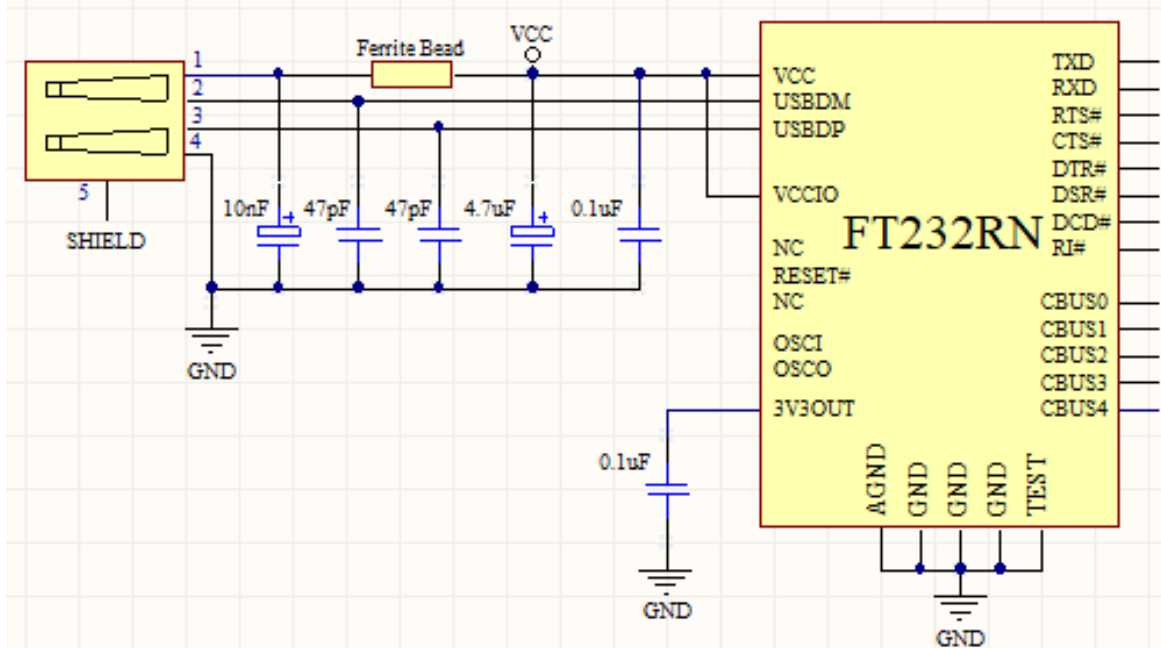 VCC
Ferrite Bead
1
2
3
4
5
SHIELD
10nF
47pF
47pF
4.7uF
0.1uF
GND
VCC
USBDM
USBDP
VCCIO
NC
RESET#
NC
OSCI
OSCO
3V3OUT
FT232RN
TXD
RXD
RTS#
CTS#
DTR#
DSR#
DCD#
RI#
CBUS0
CBUS1
CBUS2
CBUS3
CBUS4
0.1uF
GND
AGND
GND
GND
GND
TEST
GND